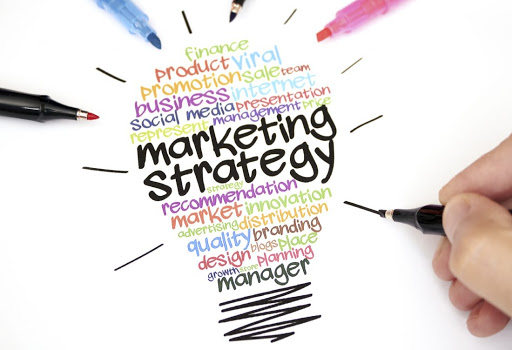 finance
product viral
promotion sale team
business internet
social media presentation
represent management price
marketing
strategy
strategy
recommendation
market innovation
advertising distribution
quality branding
blogs place
design planning
growth store
manager